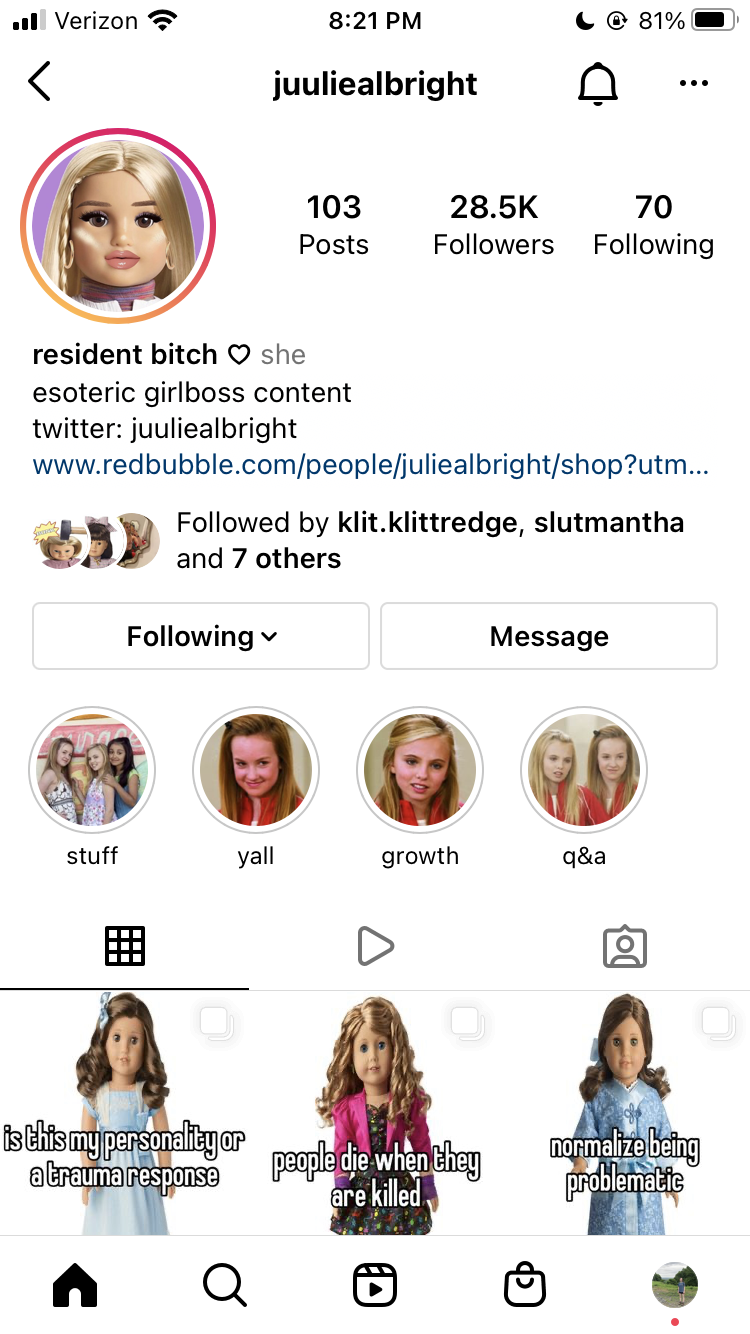 Verizon 8:21 PM 81%
juuliealbright
103 28.5K 70
Posts Followers Following
resident bitch ♡ she
esoteric girlboss content
twitter: juuliealbright
www.redbubble.com/people/juliealbright/shop?utm...
Followed by klit.klittredge, slutmantha
and 7 others
Following Message
stuff yall growth q&a
is this my personality or
a trauma response
people die when they
are killed
normalize being
problematic